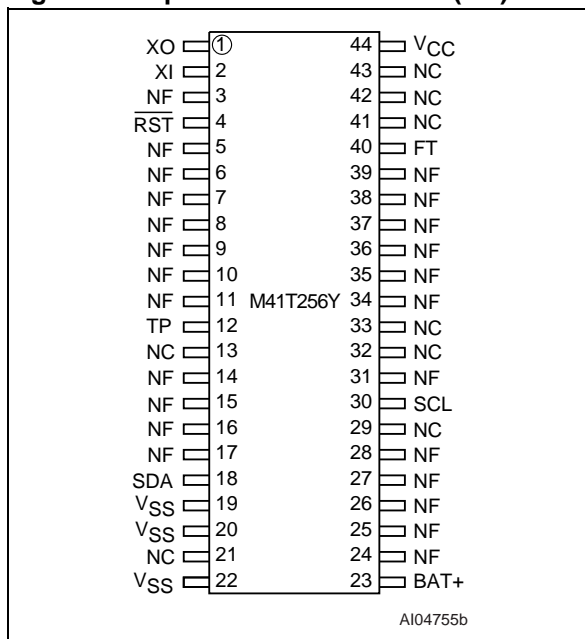 XO 1 44 VCC
XI 2 43 NC
NF 3 42 NC
RST 4 41 NC
NF 5 40 FT
NF 6 39 NF
NF 7 38 NF
NF 8 37 NF
NF 9 36 NF
NF 10 35 NF
NF 11 M41T256Y 34 NF
TP 12 33 NC
NC 13 32 NC
NF 14 31 NF
NF 15 30 SCL
NF 16 29 NC
NF 17 28 NF
SDA 18 27 NF
VSS 19 26 NF
VSS 20 25 NF
NC 21 24 NF
VSS 22 23 BAT+
AI04755b